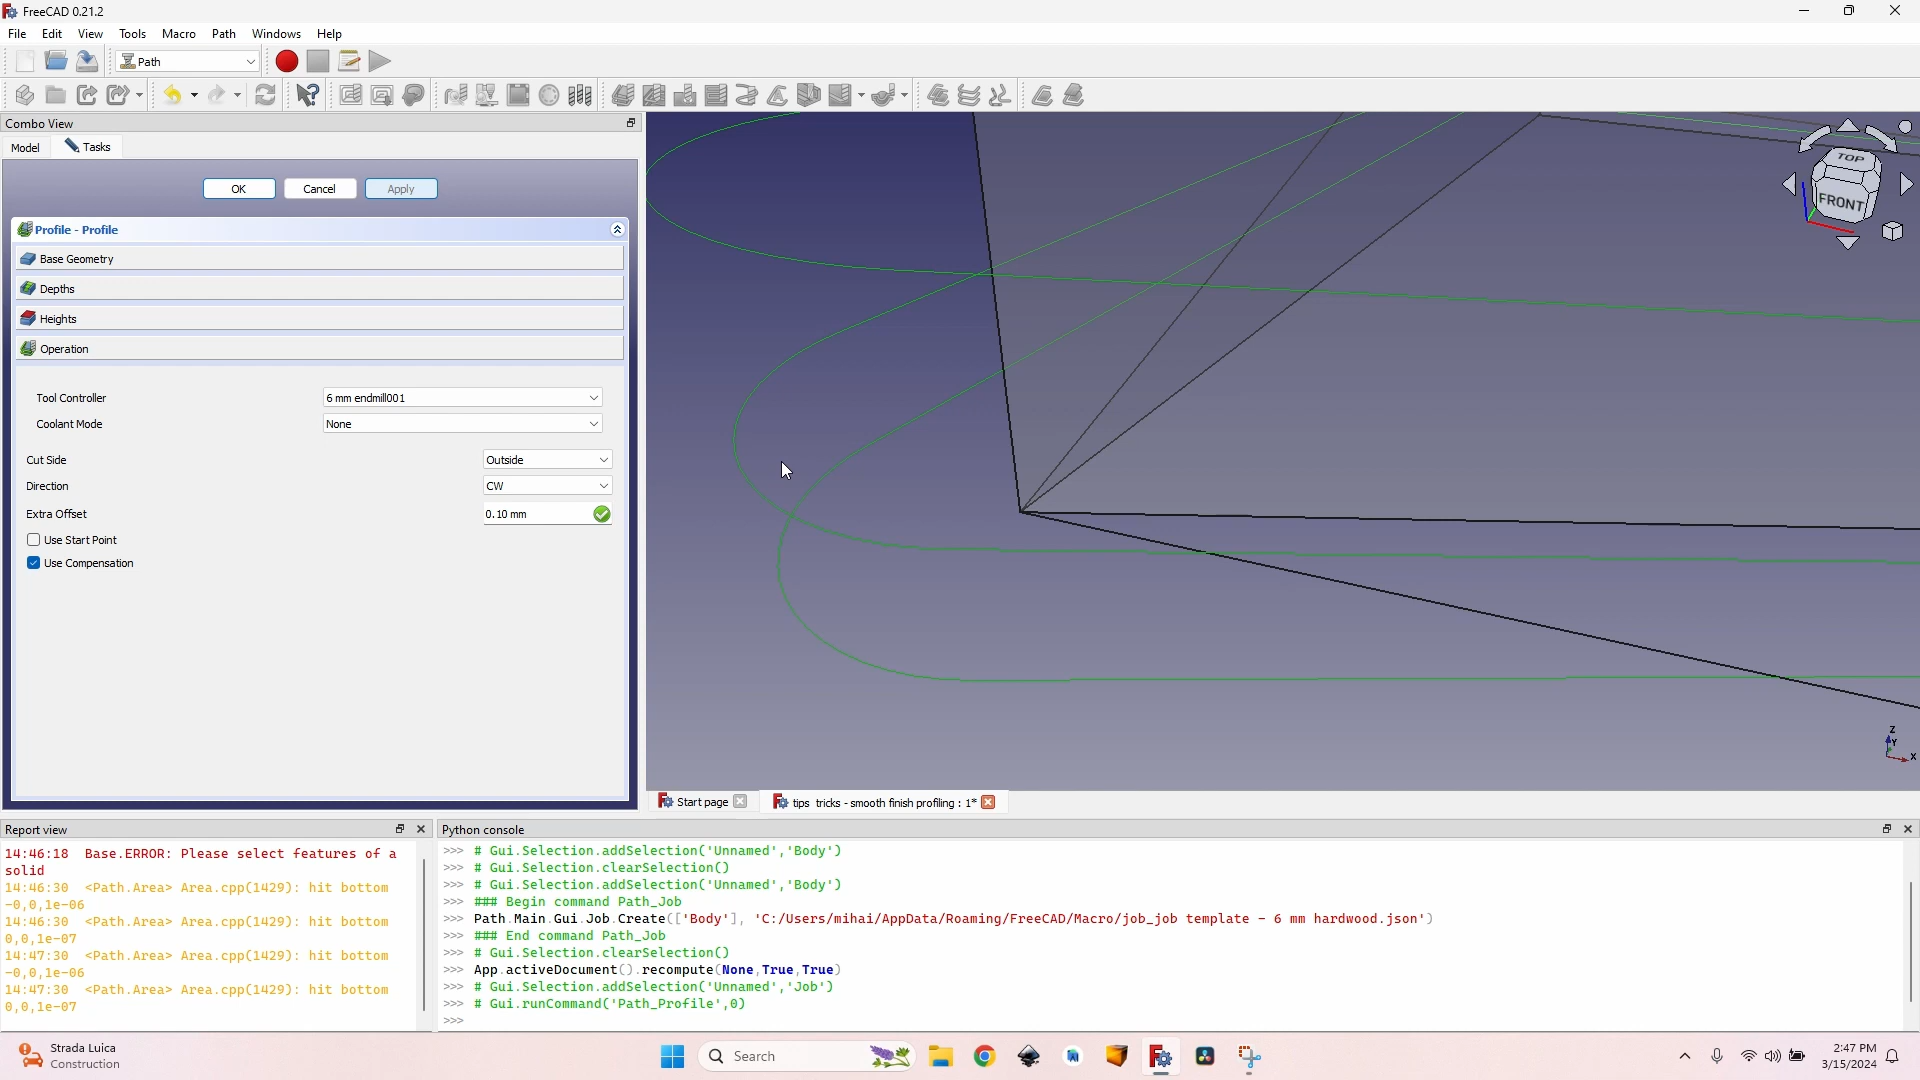 FreeCAD 0.21.2
File Edit View Tools Macro Path Windows Help
Path
Combo View
Model Tasks
OK Cancel Apply
Profile - Profile
Base Geometry
Depths
Heights
Operation
Tool Controller 6 mm endmill001
Coolant Mode None
Cut Side Outside
Direction CW
Extra Offset 0.10 mm
Use Start Point
Use Compensation
TOP
FRONT
Z
Y
X
Start page tips tricks - smooth finish profiling : 1*
Report view
14:46:18 Base.ERROR: Please select features of a
solid
14:46:30 <Path.Area> Area.cpp(1429): hit bottom
-0,0,1e-06
14:46:30 <Path.Area> Area.cpp(1429): hit bottom
0,0,1e-07
14:47:30 <Path.Area> Area.cpp(1429): hit bottom
-0,0,1e-06
14:47:30 <Path.Area> Area.cpp(1429): hit bottom
0,0,1e-07
Python console
>>> # Gui.Selection.addSelection('Unnamed','Body')
>>> # Gui.Selection.clearSelection()
>>> # Gui.Selection.addSelection('Unnamed','Body')
>>> ### Begin command Path_Job
>>> Path.Main.Gui.Job.Create(['Body'], 'C:/Users/mihai/AppData/Roaming/FreeCAD/Macro/job_job template - 6 mm hardwood.json')
>>> ### End command Path_Job
>>> # Gui.Selection.clearSelection()
>>> App.activeDocument().recompute(None,True,True)
>>> # Gui.Selection.addSelection('Unnamed','Job')
>>> # Gui.runCommand('Path_Profile',0)
>>>
Strada Luica
Construction
Search
2:47 PM
3/15/2024